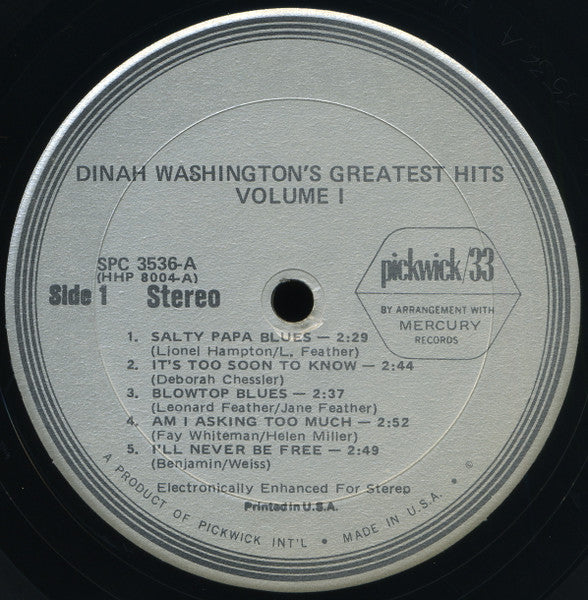 DINAH WASHINGTON'S GREATEST HITS
VOLUME I
SPC 3536-A
(HHP 8004-A)
Side 1 Stereo
pickwick/33
BY ARRANGEMENT WITH
MERCURY
RECORDS
1. SALTY PAPA BLUES — 2:29
(Lionel Hampton/L. Feather)
2. IT'S TOO SOON TO KNOW — 2:44
(Deborah Chessler)
3. BLOWTOP BLUES — 2:37
(Leonard Feather/Jane Feather)
4. AM I ASKING TOO MUCH — 2:52
(Fay Whiteman/Helen Miller)
5. I'LL NEVER BE FREE — 2:49
(Benjamin/Weiss)
Electronically Enhanced For Stereo
Printed in U.S.A.
A PRODUCT OF PICKWICK INT'L • MADE IN U.S.A. • ©